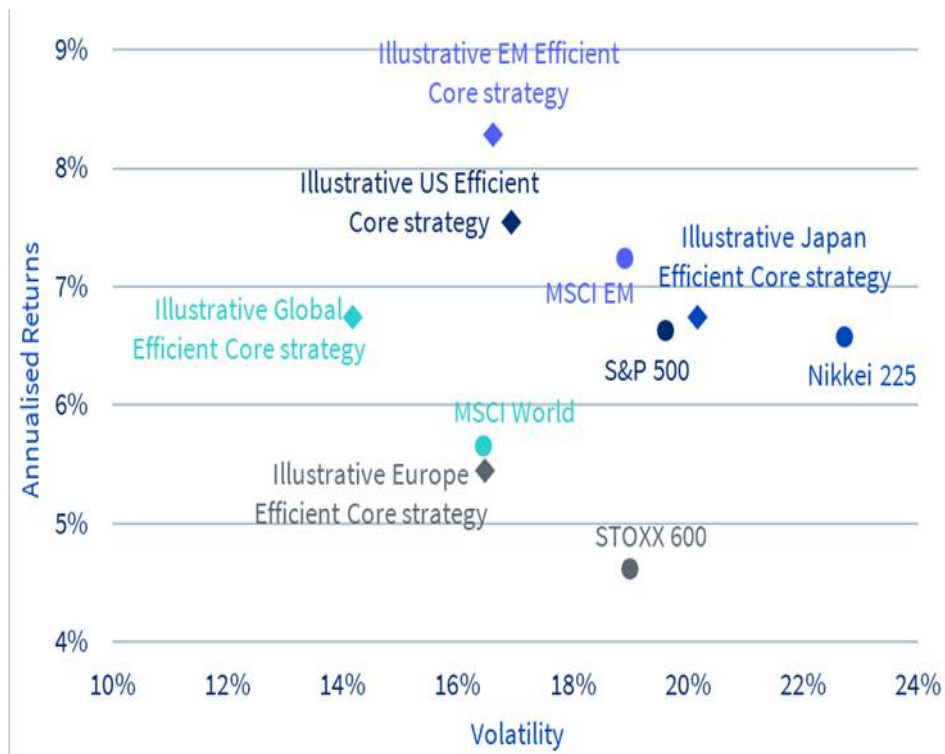 9%
8%
7%
6%
5%
4%
Annualised Returns
Illustrative EM Efficient
Core strategy
Illustrative US Efficient
Core strategy
Illustrative Japan
Efficient Core strategy
MSCI EM
Illustrative Global
Efficient Core strategy
S&P 500
Nikkei 225
MSCI World
Illustrative Europe
Efficient Core strategy
STOXX 600
10%
12%
14%
16%
18%
20%
22%
24%
Volatility